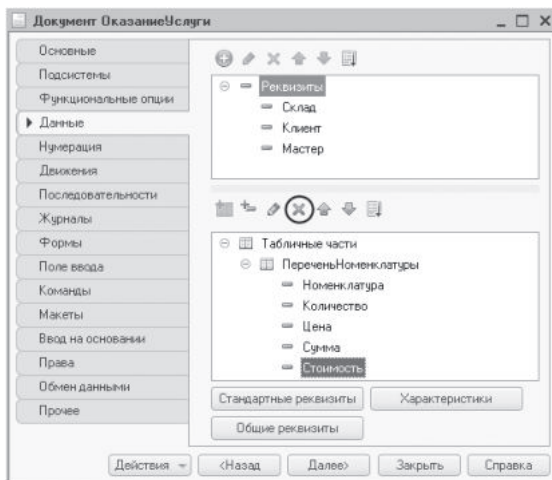 Документ ОказаниеУслуги
Основные
Подсистемы
Функциональные опции
Данные
Нумерация
Движения
Последовательности
Журналы
Формы
Поле ввода
Команды
Макеты
Ввод на основании
Права
Обмен данными
Прочее
Реквизиты
Склад
Клиент
Мастер
Табличные части
ПереченьНоменклатуры
Номенклатура
Количество
Цена
Сумма
Стоимость
Стандартные реквизиты Характеристики
Общие реквизиты
Действия <Назад Далее> Закрыть Справка